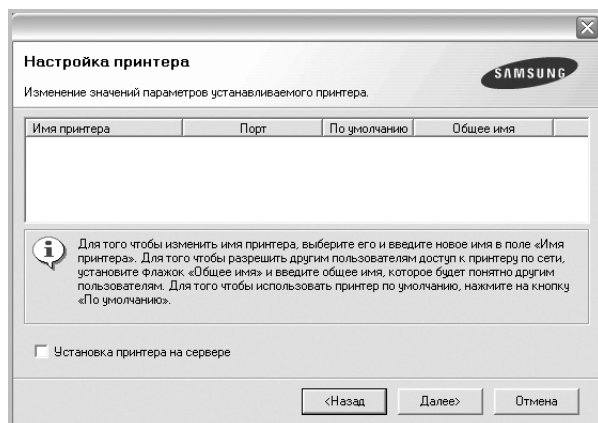 Настройка принтера
SAMSUNG
Изменение значений параметров устанавливаемого принтера.
Имя принтера Порт По умолчанию Общее имя
Для того чтобы изменить имя принтера, выберите его и введите новое имя в поле «Имя
принтера». Для того чтобы разрешить другим пользователям доступ к принтеру по сети,
установите флажок «Общее имя» и введите общее имя, которое будет понятно другим
пользователям. Для того чтобы использовать принтер по умолчанию, нажмите на кнопку
«По умолчанию».
Установка принтера на сервере
<Назад Далее> Отмена